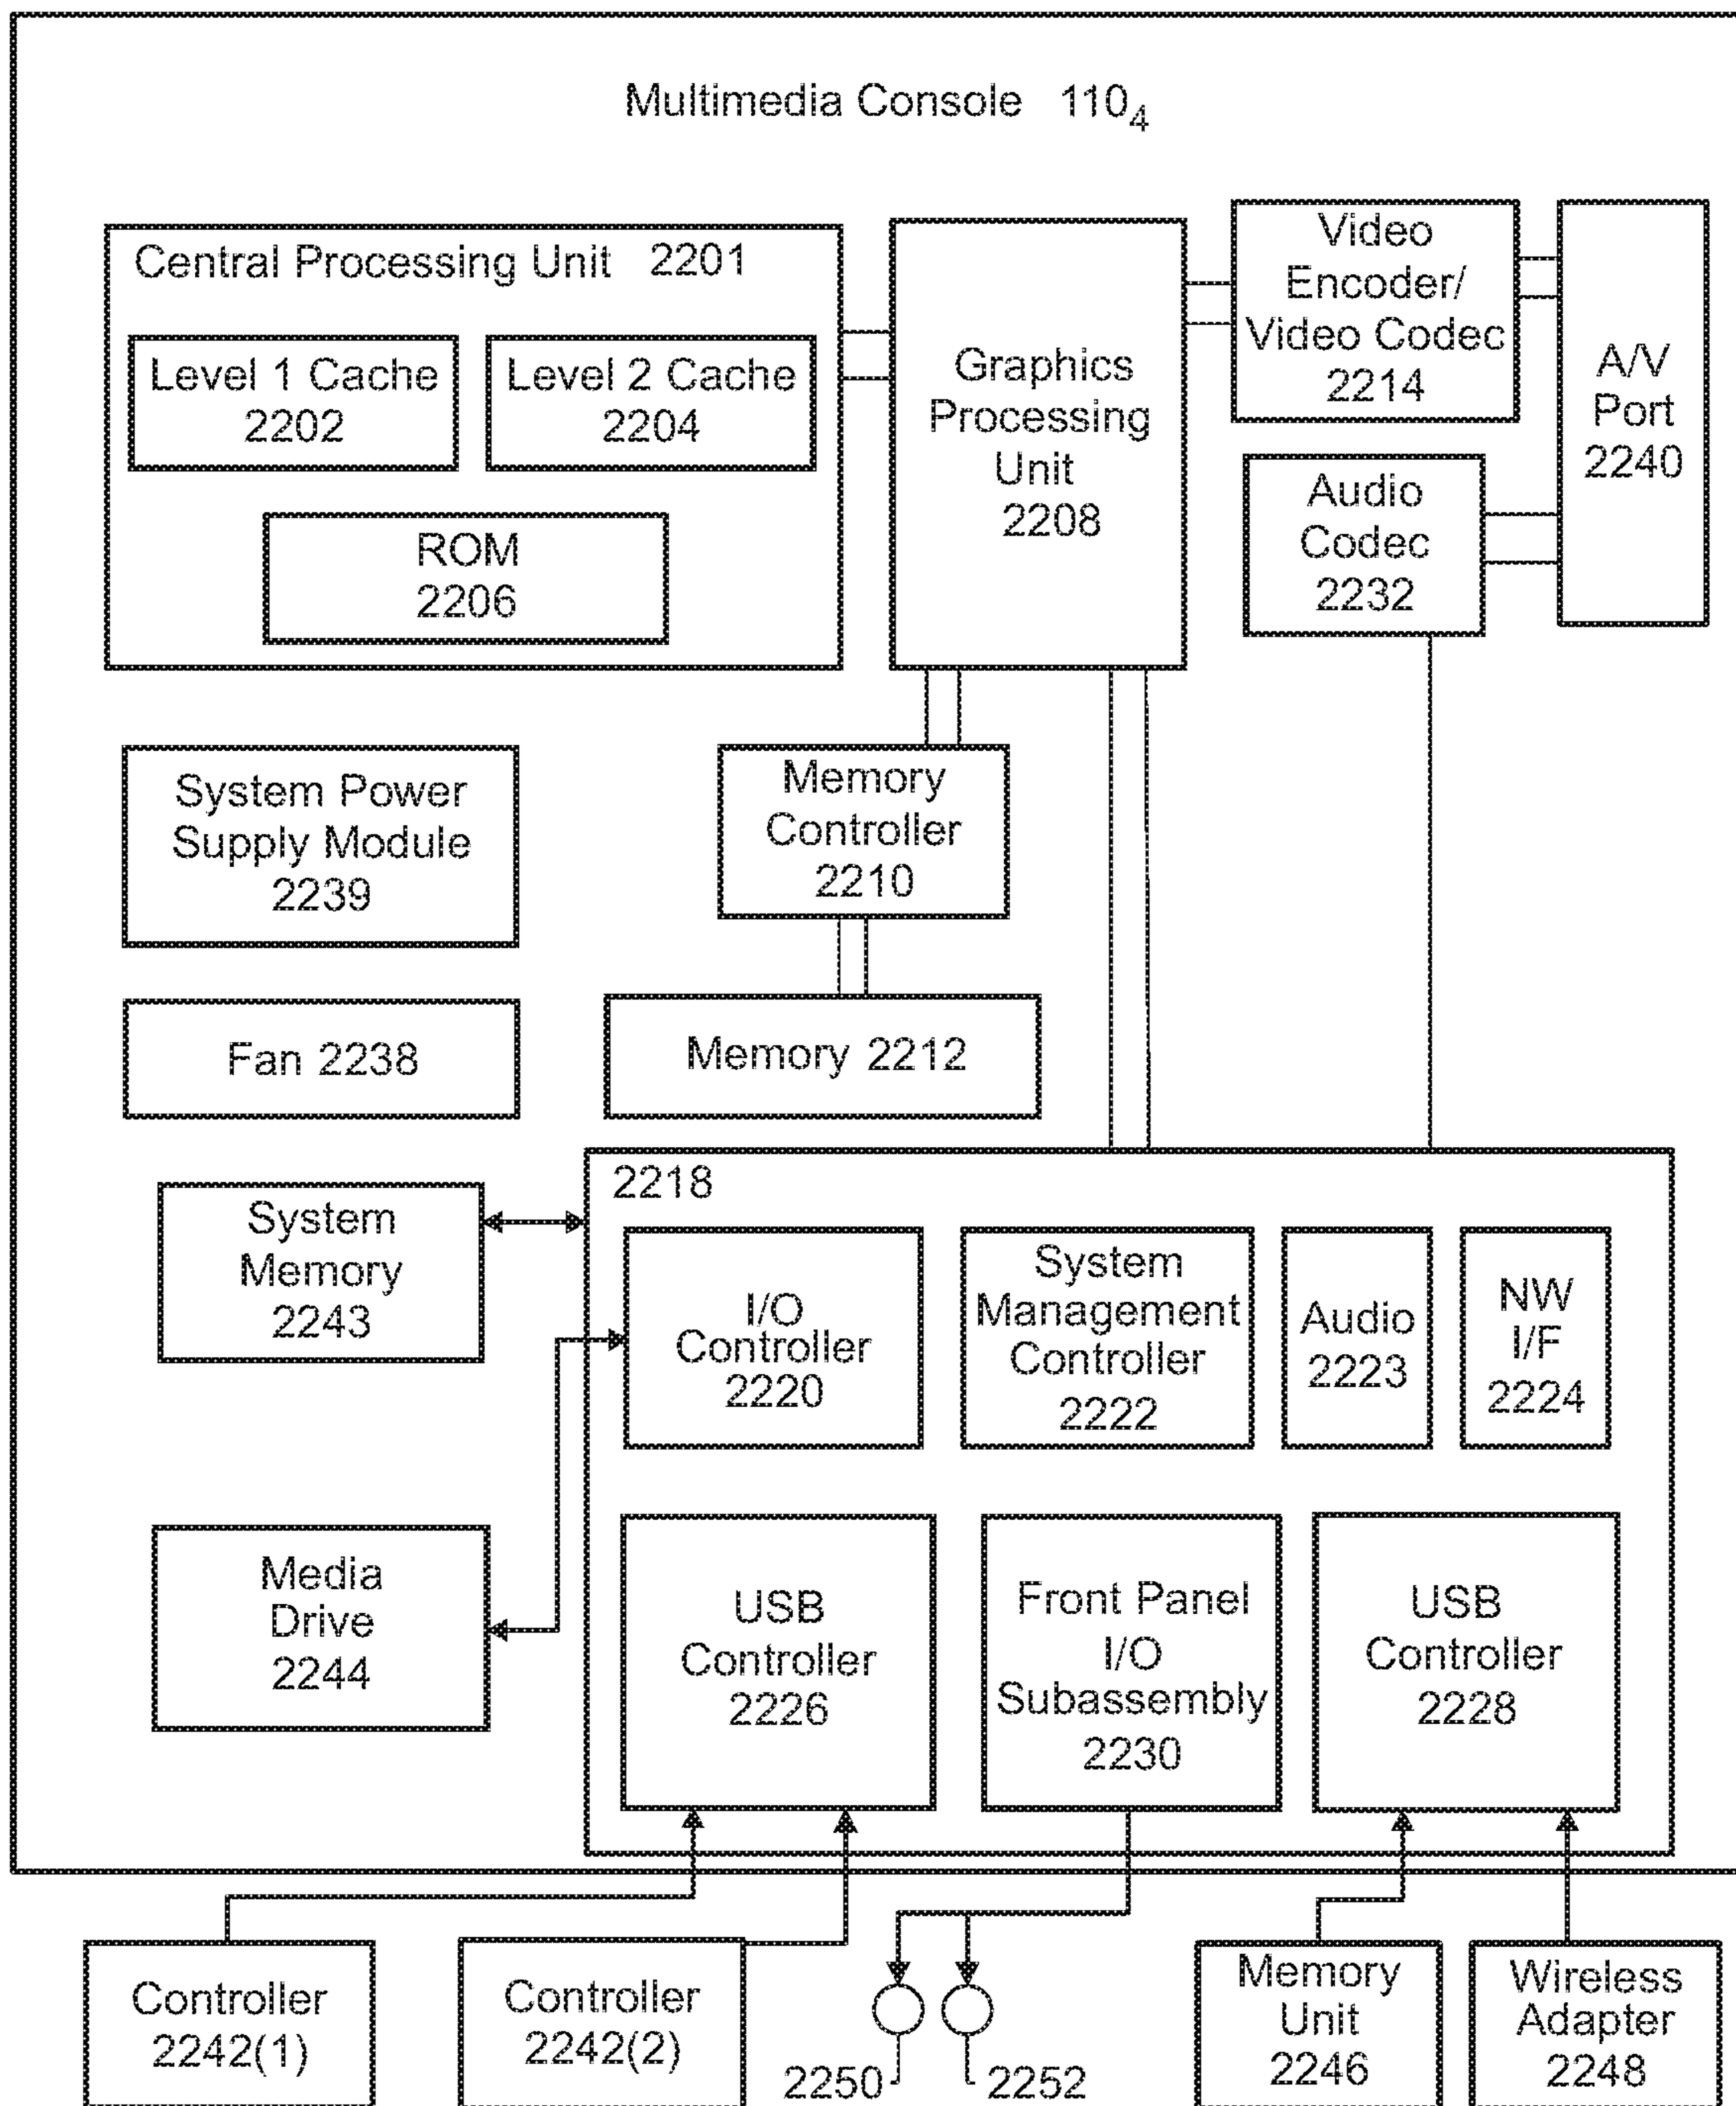 Multimedia Console 110₄
Central Processing Unit 2201
Level 1 Cache
2202
Level 2 Cache
2204
ROM
2206
Graphics
Processing
Unit
2208
Video
Encoder/
Video Codec
2214
A/V
Port
2240
Audio
Codec
2232
System Power
Supply Module
2239
Memory
Controller
2210
Fan 2238
Memory 2212
System
Memory
2243
2218
I/O
Controller
2220
System
Management
Controller
2222
Audio
2223
NW
I/F
2224
Media
Drive
2244
USB
Controller
2226
Front Panel
I/O
Subassembly
2230
USB
Controller
2228
Controller
2242(1)
Controller
2242(2)
2250
2252
Memory
Unit
2246
Wireless
Adapter
2248